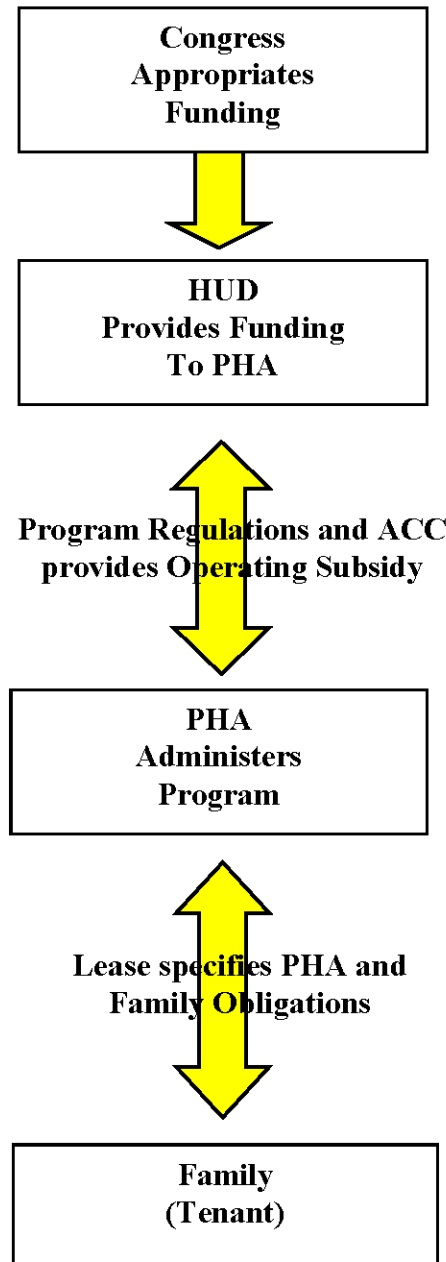 Congress
Appropriates
Funding
HUD
Provides Funding
To PHA
Program Regulations and ACC
provides Operating Subsidy
PHA
Administers
Program
Lease specifies PHA and
Family Obligations
Family
(Tenant)